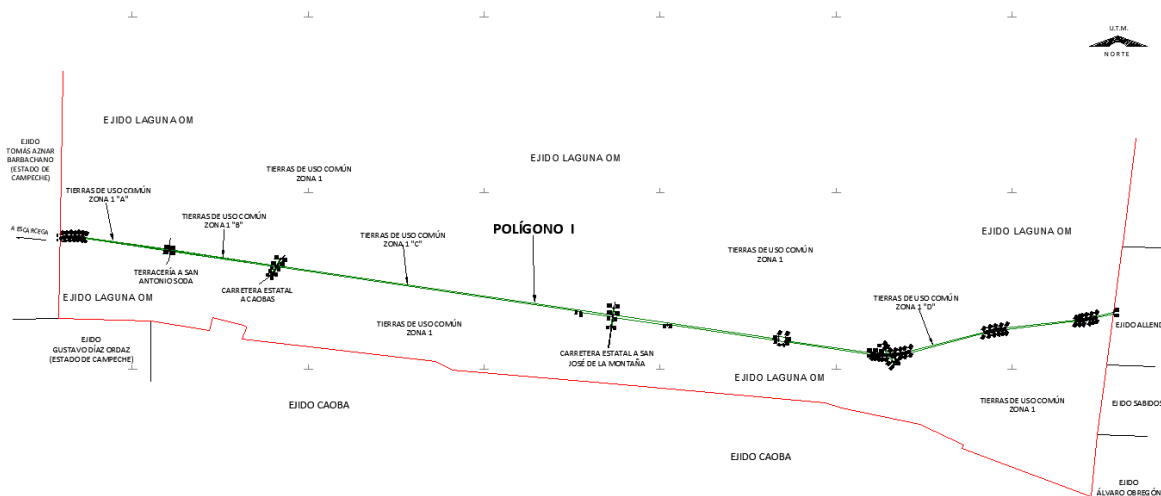 U.T.M.
NORTE
EJIDO LAGUNA OM
EJIDO
TOMÁS AZNAR
BARBACHANO
(ESTADO DE
CAMPECHE)
EJIDO LAGUNA OM
TIERRAS DE USO COMÚN
ZONA 1
TIERRAS DE USO COMÚN
ZONA 1 "A"
TIERRAS DE USO COMÚN
ZONA 1 "B"
A ESCARCEGA
TIERRAS DE USO COMÚN
ZONA 1 "C"
POLÍGONO I
TIERRAS DE USO COMÚN
ZONA 1
EJIDO LAGUNA OM
TERRACERÍA A SAN
ANTONIO SODA
CARRETERA ESTATAL
A CAOBAS
EJIDO LAGUNA OM
TIERRAS DE USO COMÚN
ZONA 1 "D"
TIERRAS DE USO COMÚN
ZONA 1
EJIDO ALLEND
EJIDO
GUSTAVO DÍAZ ORDAZ
(ESTADO DE CAMPECHE)
CARRETERA ESTATAL A SAN
JOSÉ DE LA MONTAÑA
EJIDO LAGUNA OM
EJIDO CAOBA
TIERRAS DE USO COMÚN
ZONA 1
EJIDO SABIDOS
EJIDO CAOBA
EJIDO
ÁLVARO OBREGÓN